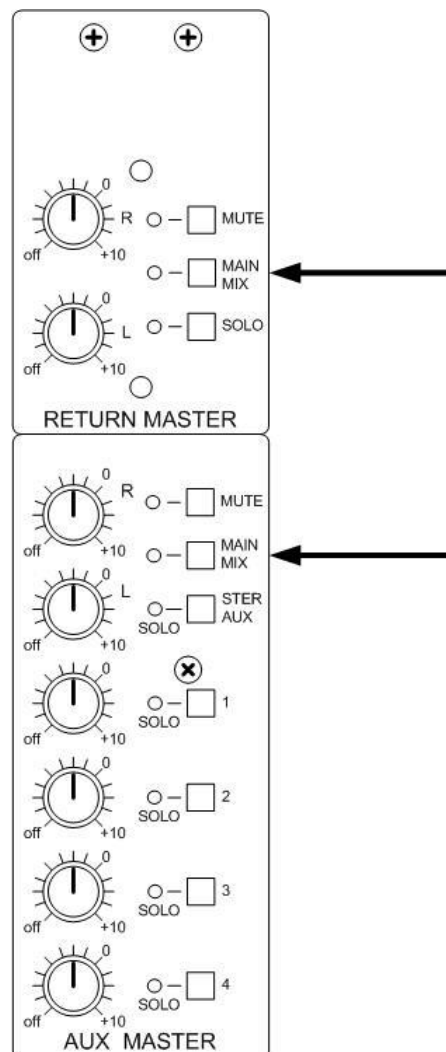 0
R
off
+10
MUTE
MAIN
MIX
0
L
off
+10
SOLO
RETURN MASTER
0
R
off
+10
MUTE
MAIN
MIX
0
L
off
+10
SOLO
STER
AUX
0
off
+10
SOLO
1
0
off
+10
SOLO
2
0
off
+10
SOLO
3
0
off
+10
SOLO
4
AUX MASTER